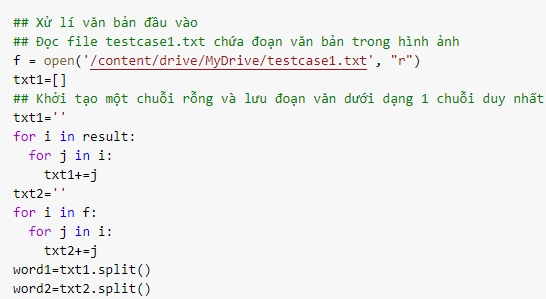 ## Xử lí văn bản đầu vào
## Đọc file testcase1.txt chứa đoạn văn bản trong hình ảnh
f = open('/content/drive/MyDrive/testcase1.txt', "r")
txt1=[]
## Khởi tạo một chuỗi rỗng và lưu đoạn văn dưới dạng 1 chuỗi duy nhất
txt1=''
for i in result:
  for j in i:
    txt1+=j
txt2=''
for i in f:
  for j in i:
    txt2+=j
word1=txt1.split()
word2=txt2.split()